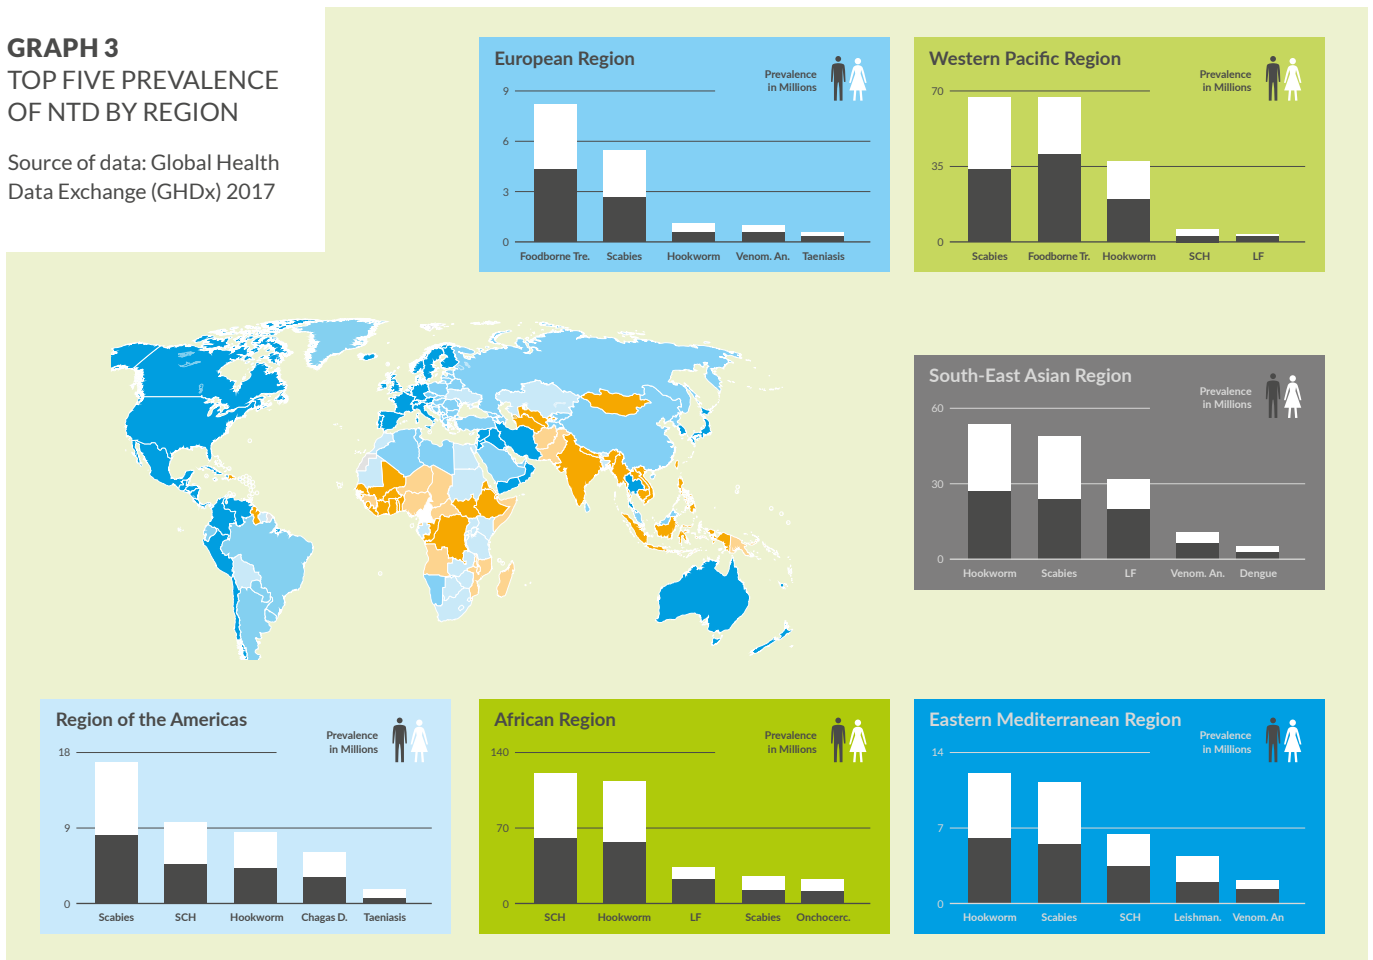 GRAPH 3
TOP FIVE PREVALENCE
OF NTD BY REGION
Source of data: Global Health
Data Exchange (GHDx) 2017
European Region
Prevalence
in Millions
9
6
3
0
Foodborne Tre. Scabies Hookworm Venom. An. Taeniasis
Western Pacific Region
Prevalence
in Millions
70
35
0
Scabies Foodborne Tr. Hookworm SCH LF
South-East Asian Region
Prevalence
in Millions
60
30
0
Hookworm Scabies LF Venom. An. Dengue
Region of the Americas
Prevalence
in Millions
18
9
0
Scabies SCH Hookworm Chagas D. Taeniasis
African Region
Prevalence
in Millions
140
70
0
SCH Hookworm LF Scabies Onchocerc.
Eastern Mediterranean Region
Prevalence
in Millions
14
7
0
Hookworm Scabies SCH Leishman. Venom. An